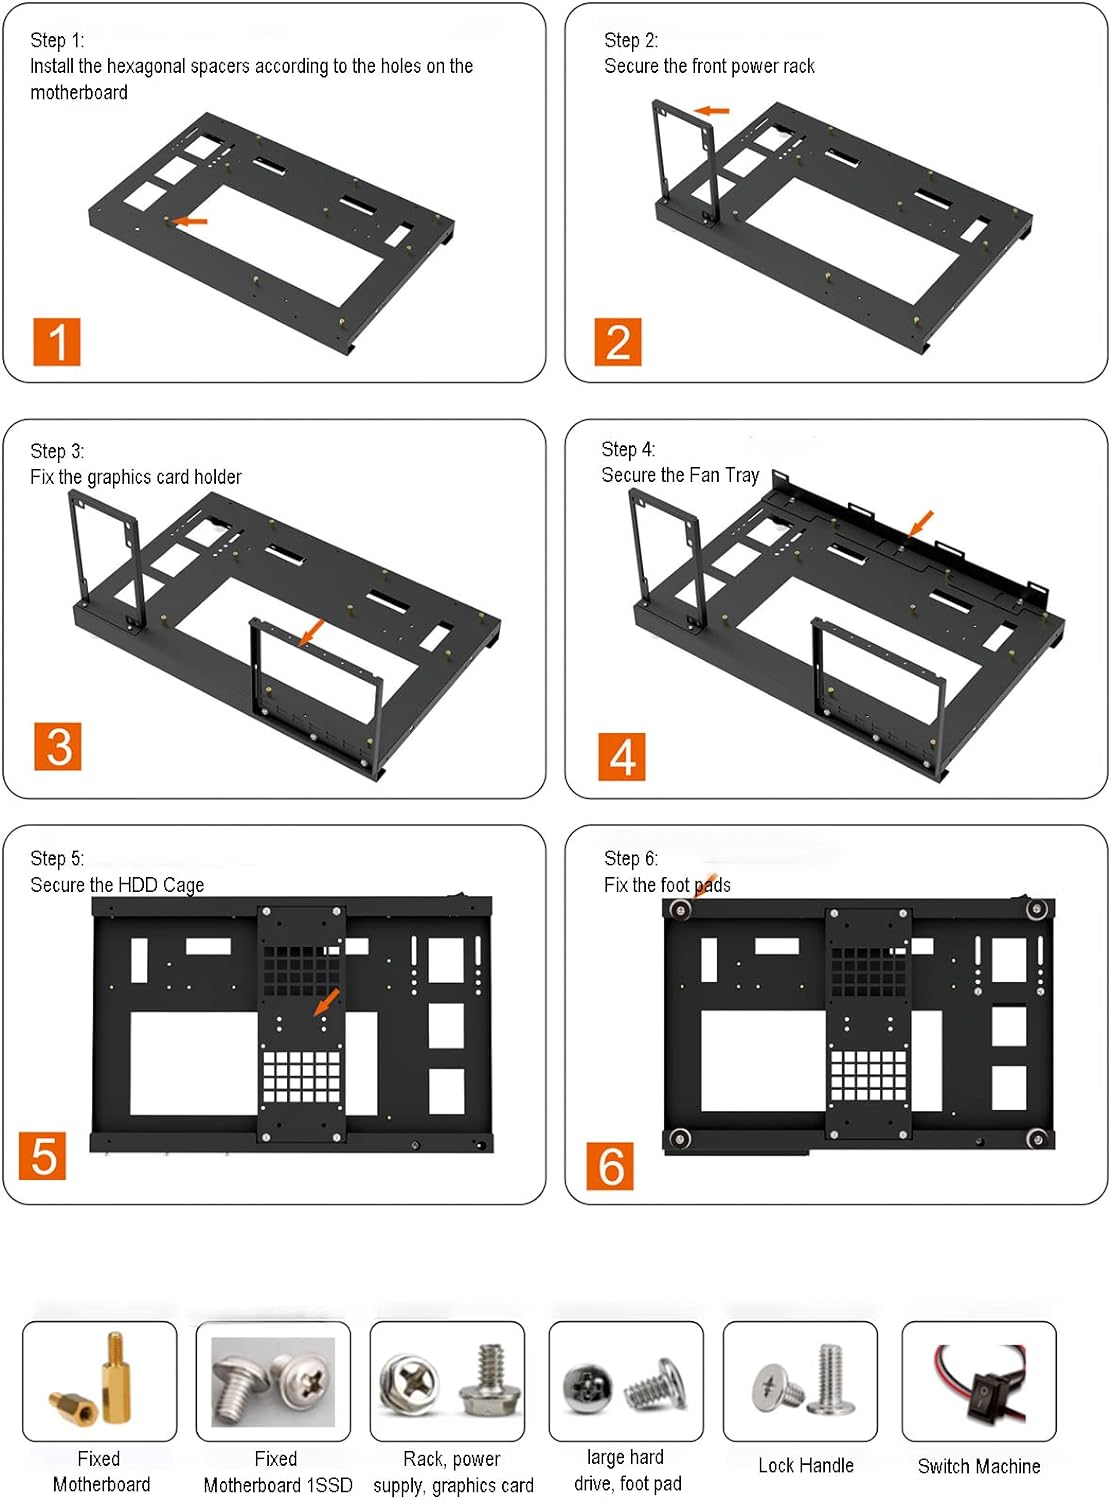 Step 1:
Install the hexagonal spacers according to the holes on the
motherboard
1
Step 2:
Secure the front power rack
2
Step 3:
Fix the graphics card holder
3
Step 4:
Secure the Fan Tray
4
Step 5:
Secure the HDD Cage
5
Step 6:
Fix the foot pads
6
Fixed
Motherboard
Fixed
Motherboard 1SSD
Rack, power
supply, graphics card
large hard
drive, foot pad
Lock Handle
Switch Machine